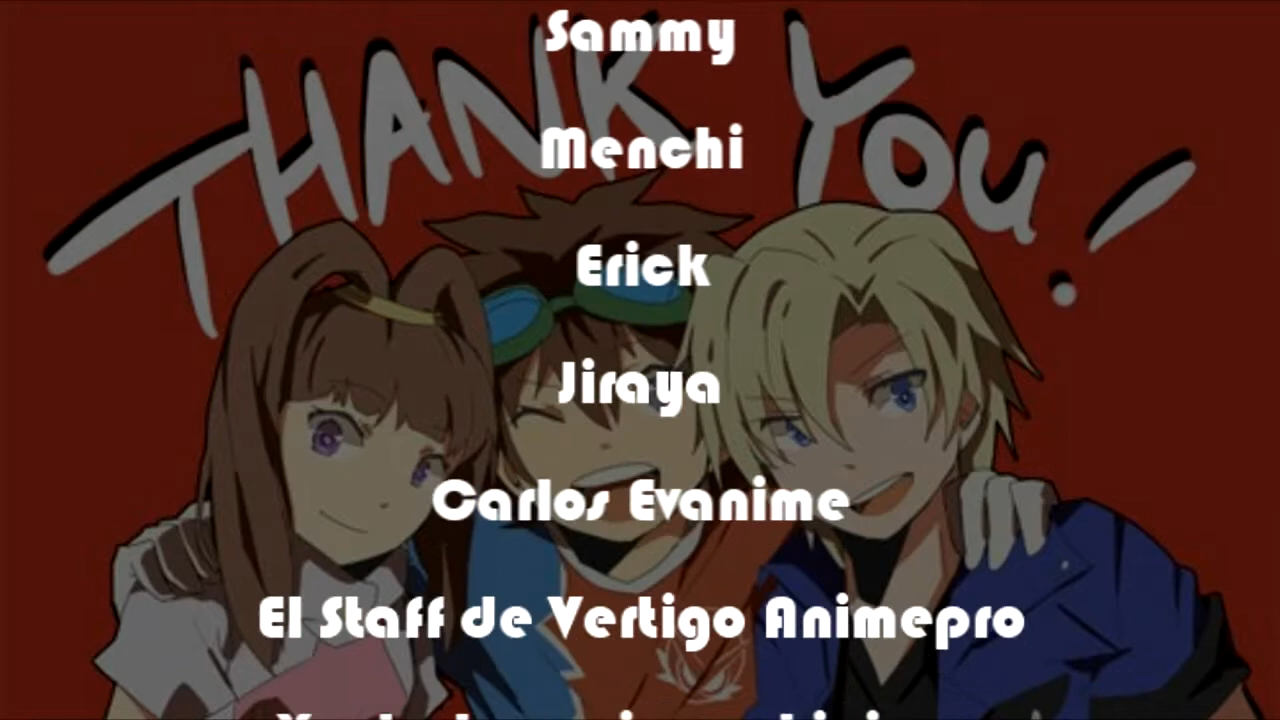 THANK YOU!
Sammy
Menchi
Erick
Jiraya
Carlos Evanime
El Staff de Vertigo Animepro